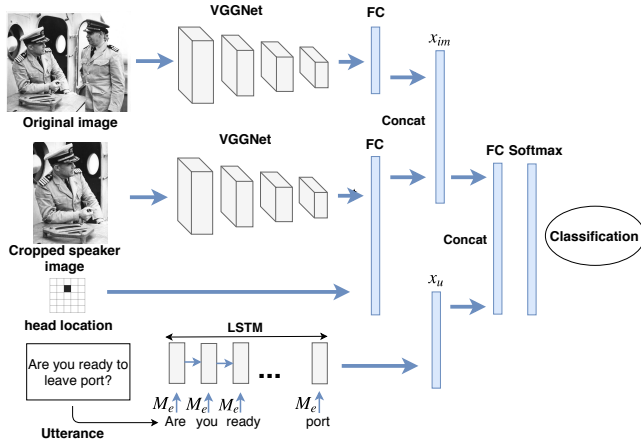 VGGNet
FC
x_im
Original image
Concat
VGGNet
FC
FC Softmax
Cropped speaker
image
Concat
Classification
x_u
head location
LSTM
Are you ready to
leave port?
...
M_e M_e M_e M_e
Are you ready port
Utterance